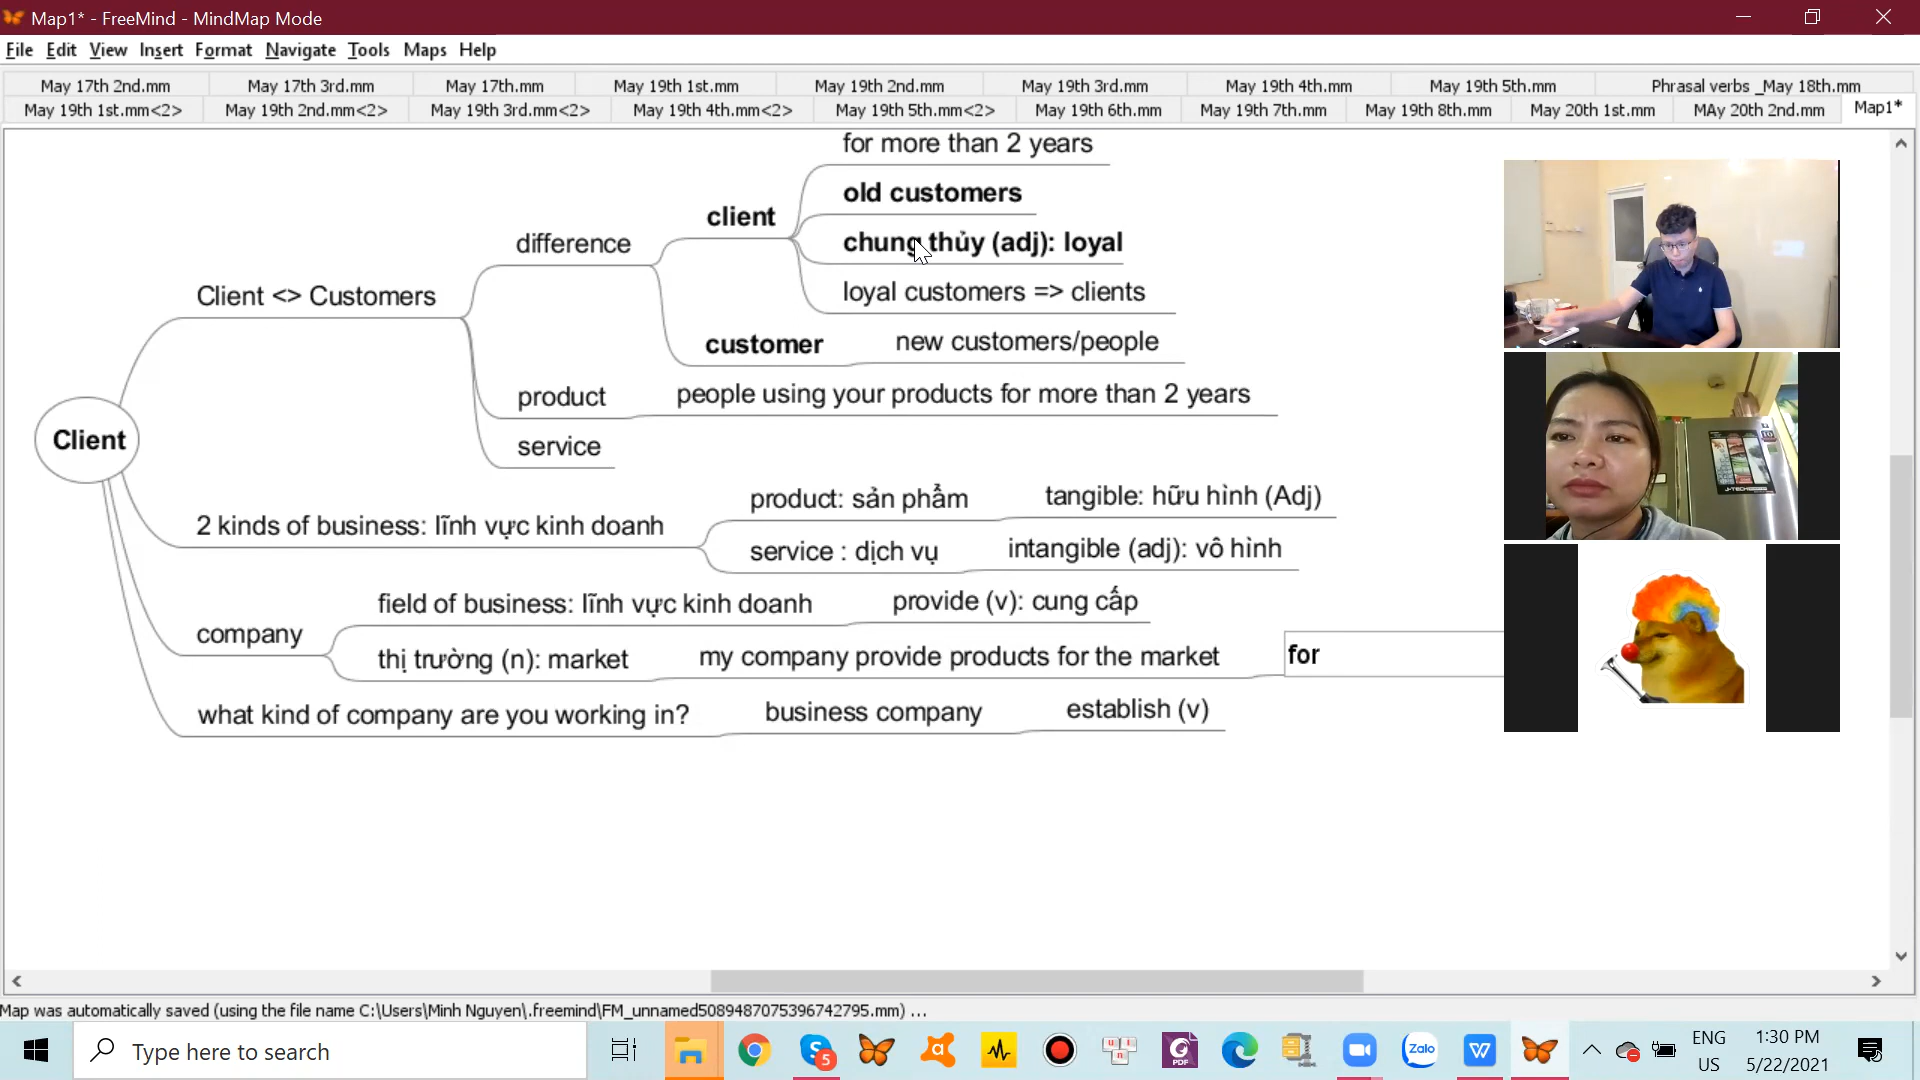 Map1* - FreeMind - MindMap Mode
File Edit View Insert Format Navigate Tools Maps Help
May 17th 2nd.mm May 17th 3rd.mm May 17th.mm May 19th 1st.mm May 19th 2nd.mm May 19th 3rd.mm May 19th 4th.mm May 19th 5th.mm Phrasal verbs _May 18th.mm
May 19th 1st.mm<2> May 19th 2nd.mm<2> May 19th 3rd.mm<2> May 19th 4th.mm<2> May 19th 5th.mm<2> May 19th 6th.mm May 19th 7th.mm May 19th 8th.mm May 20th 1st.mm MAy 20th 2nd.mm Map1*
for more than 2 years
old customers
client
chung thủy (adj): loyal
difference
loyal customers => clients
Client <> Customers
customer
new customers/people
product
people using your products for more than 2 years
service
Client
2 kinds of business: lĩnh vực kinh doanh
product: sản phẩm
tangible: hữu hình (Adj)
service : dịch vụ
intangible (adj): vô hình
company
field of business: lĩnh vực kinh doanh
provide (v): cung cấp
thị trường (n): market
my company provide products for the market
for
what kind of company are you working in?
business company
establish (v)
J-TECH
Map was automatically saved (using the file name C:\Users\Minh Nguyen\.freemind\FM_unnamed5089487075396742795.mm) ...
Type here to search
5
PDF
Zalo
W
ENG
US
1:30 PM
5/22/2021